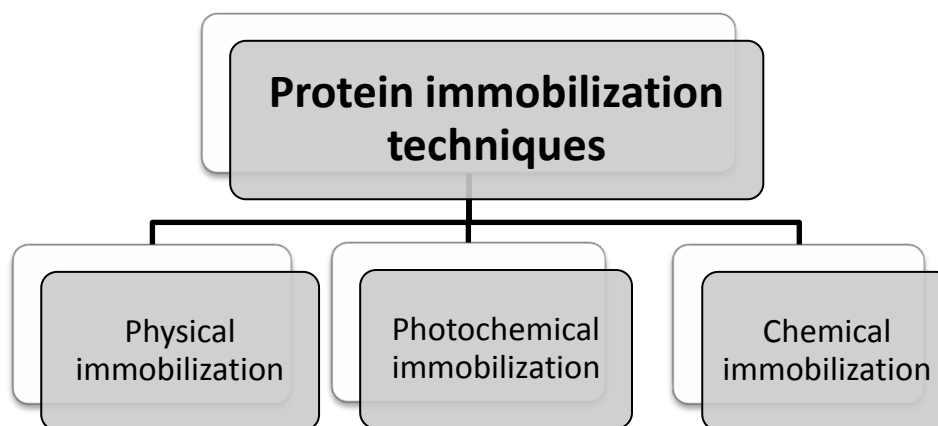 Protein immobilization
techniques
Physical
immobilization
Photochemical
immobilization
Chemical
immobilization